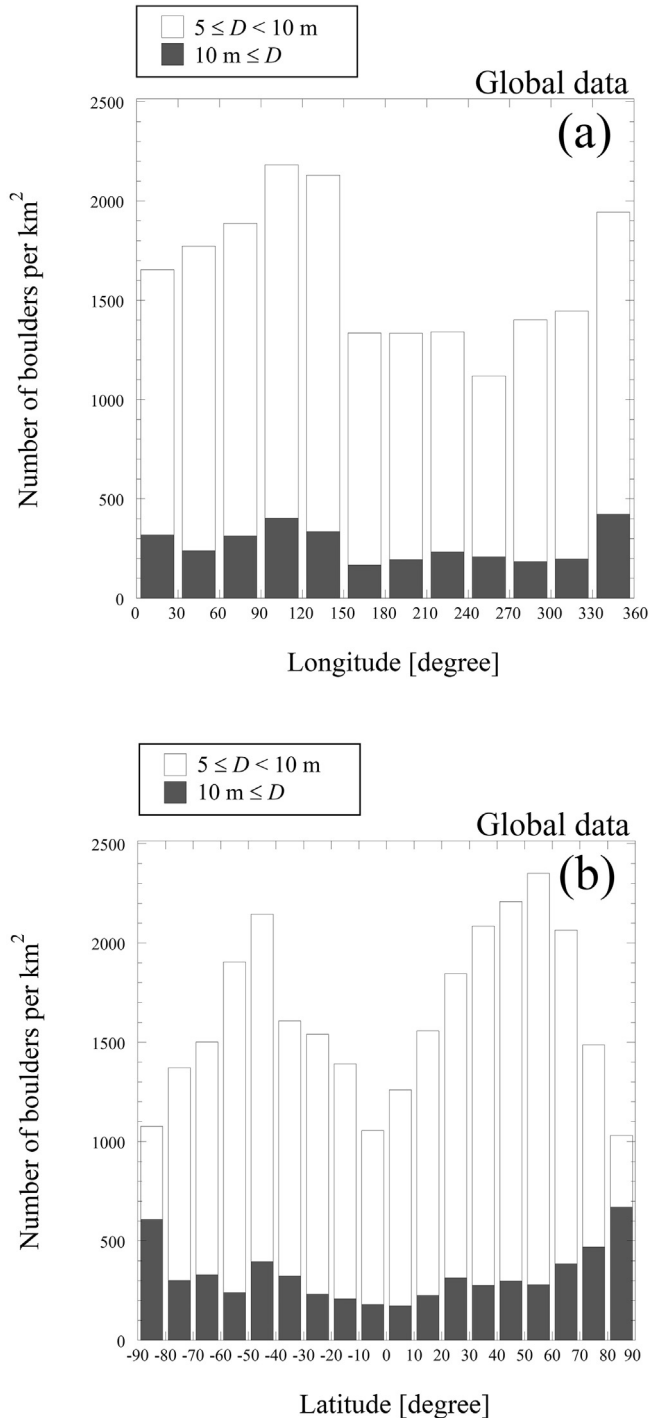 5 ≤ D < 10 m
10 m ≤ D
Global data
(a)
2500
2000
1500
1000
500
0
Number of boulders per km²
0 30 60 90 120 150 180 210 240 270 300 330 360
Longitude [degree]
5 ≤ D < 10 m
10 m ≤ D
Global data
(b)
2500
2000
1500
1000
500
0
Number of boulders per km²
-90 -80 -70 -60 -50 -40 -30 -20 -10 0 10 20 30 40 50 60 70 80 90
Latitude [degree]